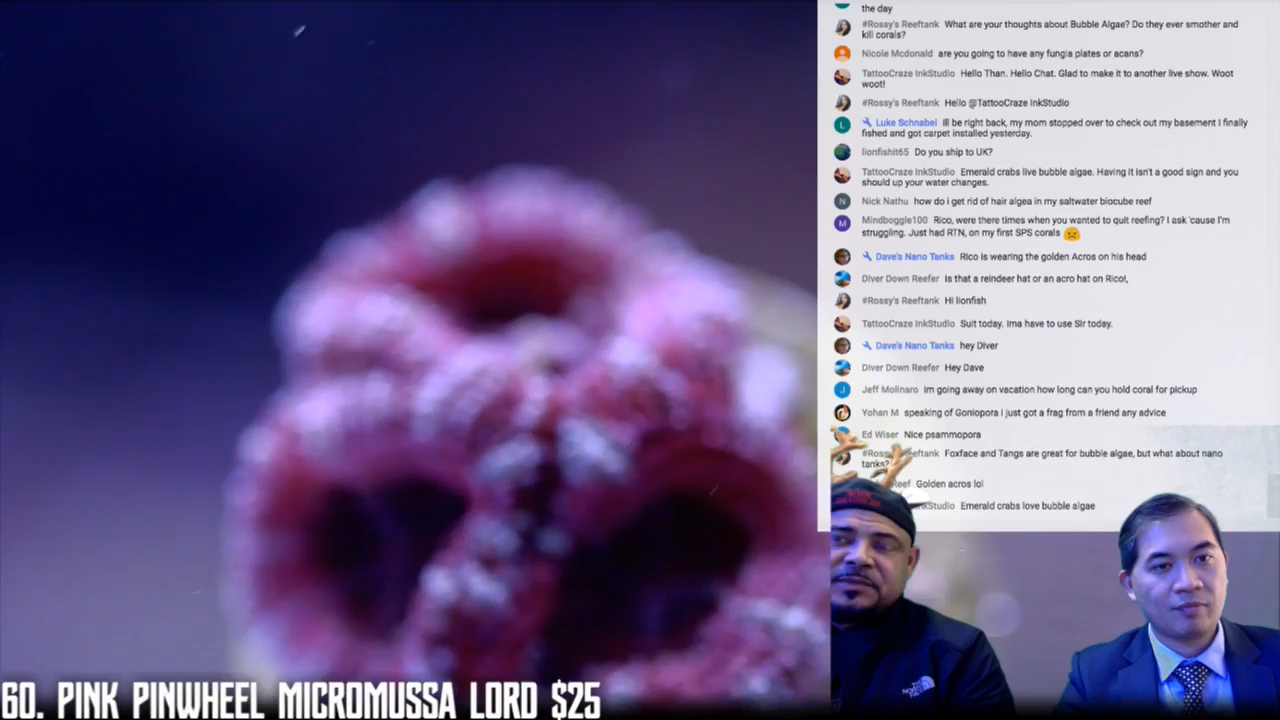 the day
#Rossy's Reeftank What are your thoughts about Bubble Algae? Do they ever smother and
kill corals?
Nicole Mcdonald are you going to have any fungia plates or acans?
TattooCraze InkStudio Hello Than. Hello Chat. Glad to make it to another live show. Woot
woot!
#Rossy's Reeftank Hello @TattooCraze InkStudio
L Luke Schnabel Ill be right back, my mom stopped over to check out my basement I finally
fished and got carpet installed yesterday.
lionfishit65 Do you ship to UK?
TattooCraze InkStudio Emerald crabs live bubble algae. Having it isn't a good sign and you
should up your water changes.
N Nick Nathu how do i get rid of hair algea in my saltwater biocube reef
M Mindboggle100 Rico, were there times when you wanted to quit reefing? I ask 'cause I'm
struggling. Just had RTN, on my first SPS corals
Dave's Nano Tanks Rico is wearing the golden Acros on his head
Diver Down Reefer Is that a reindeer hat or an acro hat on Rico!,
#Rossy's Reeftank Hi lionfish
TattooCraze InkStudio Suit today. Ima have to use Sir today.
Dave's Nano Tanks hey Diver
Diver Down Reefer Hey Dave
J Jeff Molinaro im going away on vacation how long can you hold coral for pickup
Yohan M speaking of Goniopora i just got a frag from a friend any advice
Ed Wiser Nice psammopora
#Ross eeftank Foxface and Tangs are great for bubble algae, but what about nano
tanks?
Reef Golden acros lol
nkStudio Emerald crabs love bubble algae
THE
NORTH
FACE
60. PINK PINWHEEL MICROMUSSA LORD $25